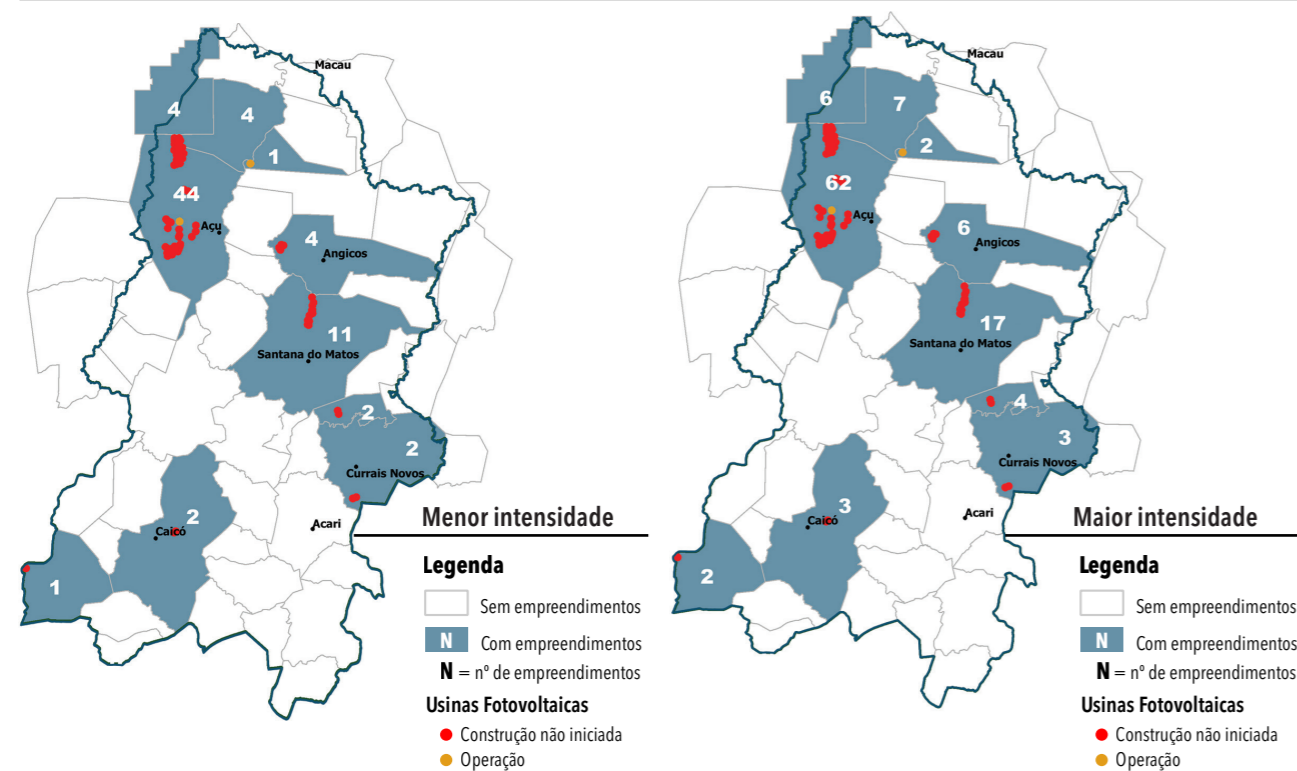 Macau
4
4
1
44
Açu
4
Angicos
11
Santana do Matos
2
2
Currais Novos
2
Caicó
Acari
1
Menor intensidade
Legenda
Sem empreendimentos
N Com empreendimentos
N = nº de empreendimentos
Usinas Fotovoltaicas
Construção não iniciada
Operação
Macau
6
7
2
62
Açu
6
Angicos
17
Santana do Matos
4
3
Currais Novos
3
Caicó
Acari
2
Maior intensidade
Legenda
Sem empreendimentos
N Com empreendimentos
N = nº de empreendimentos
Usinas Fotovoltaicas
Construção não iniciada
Operação